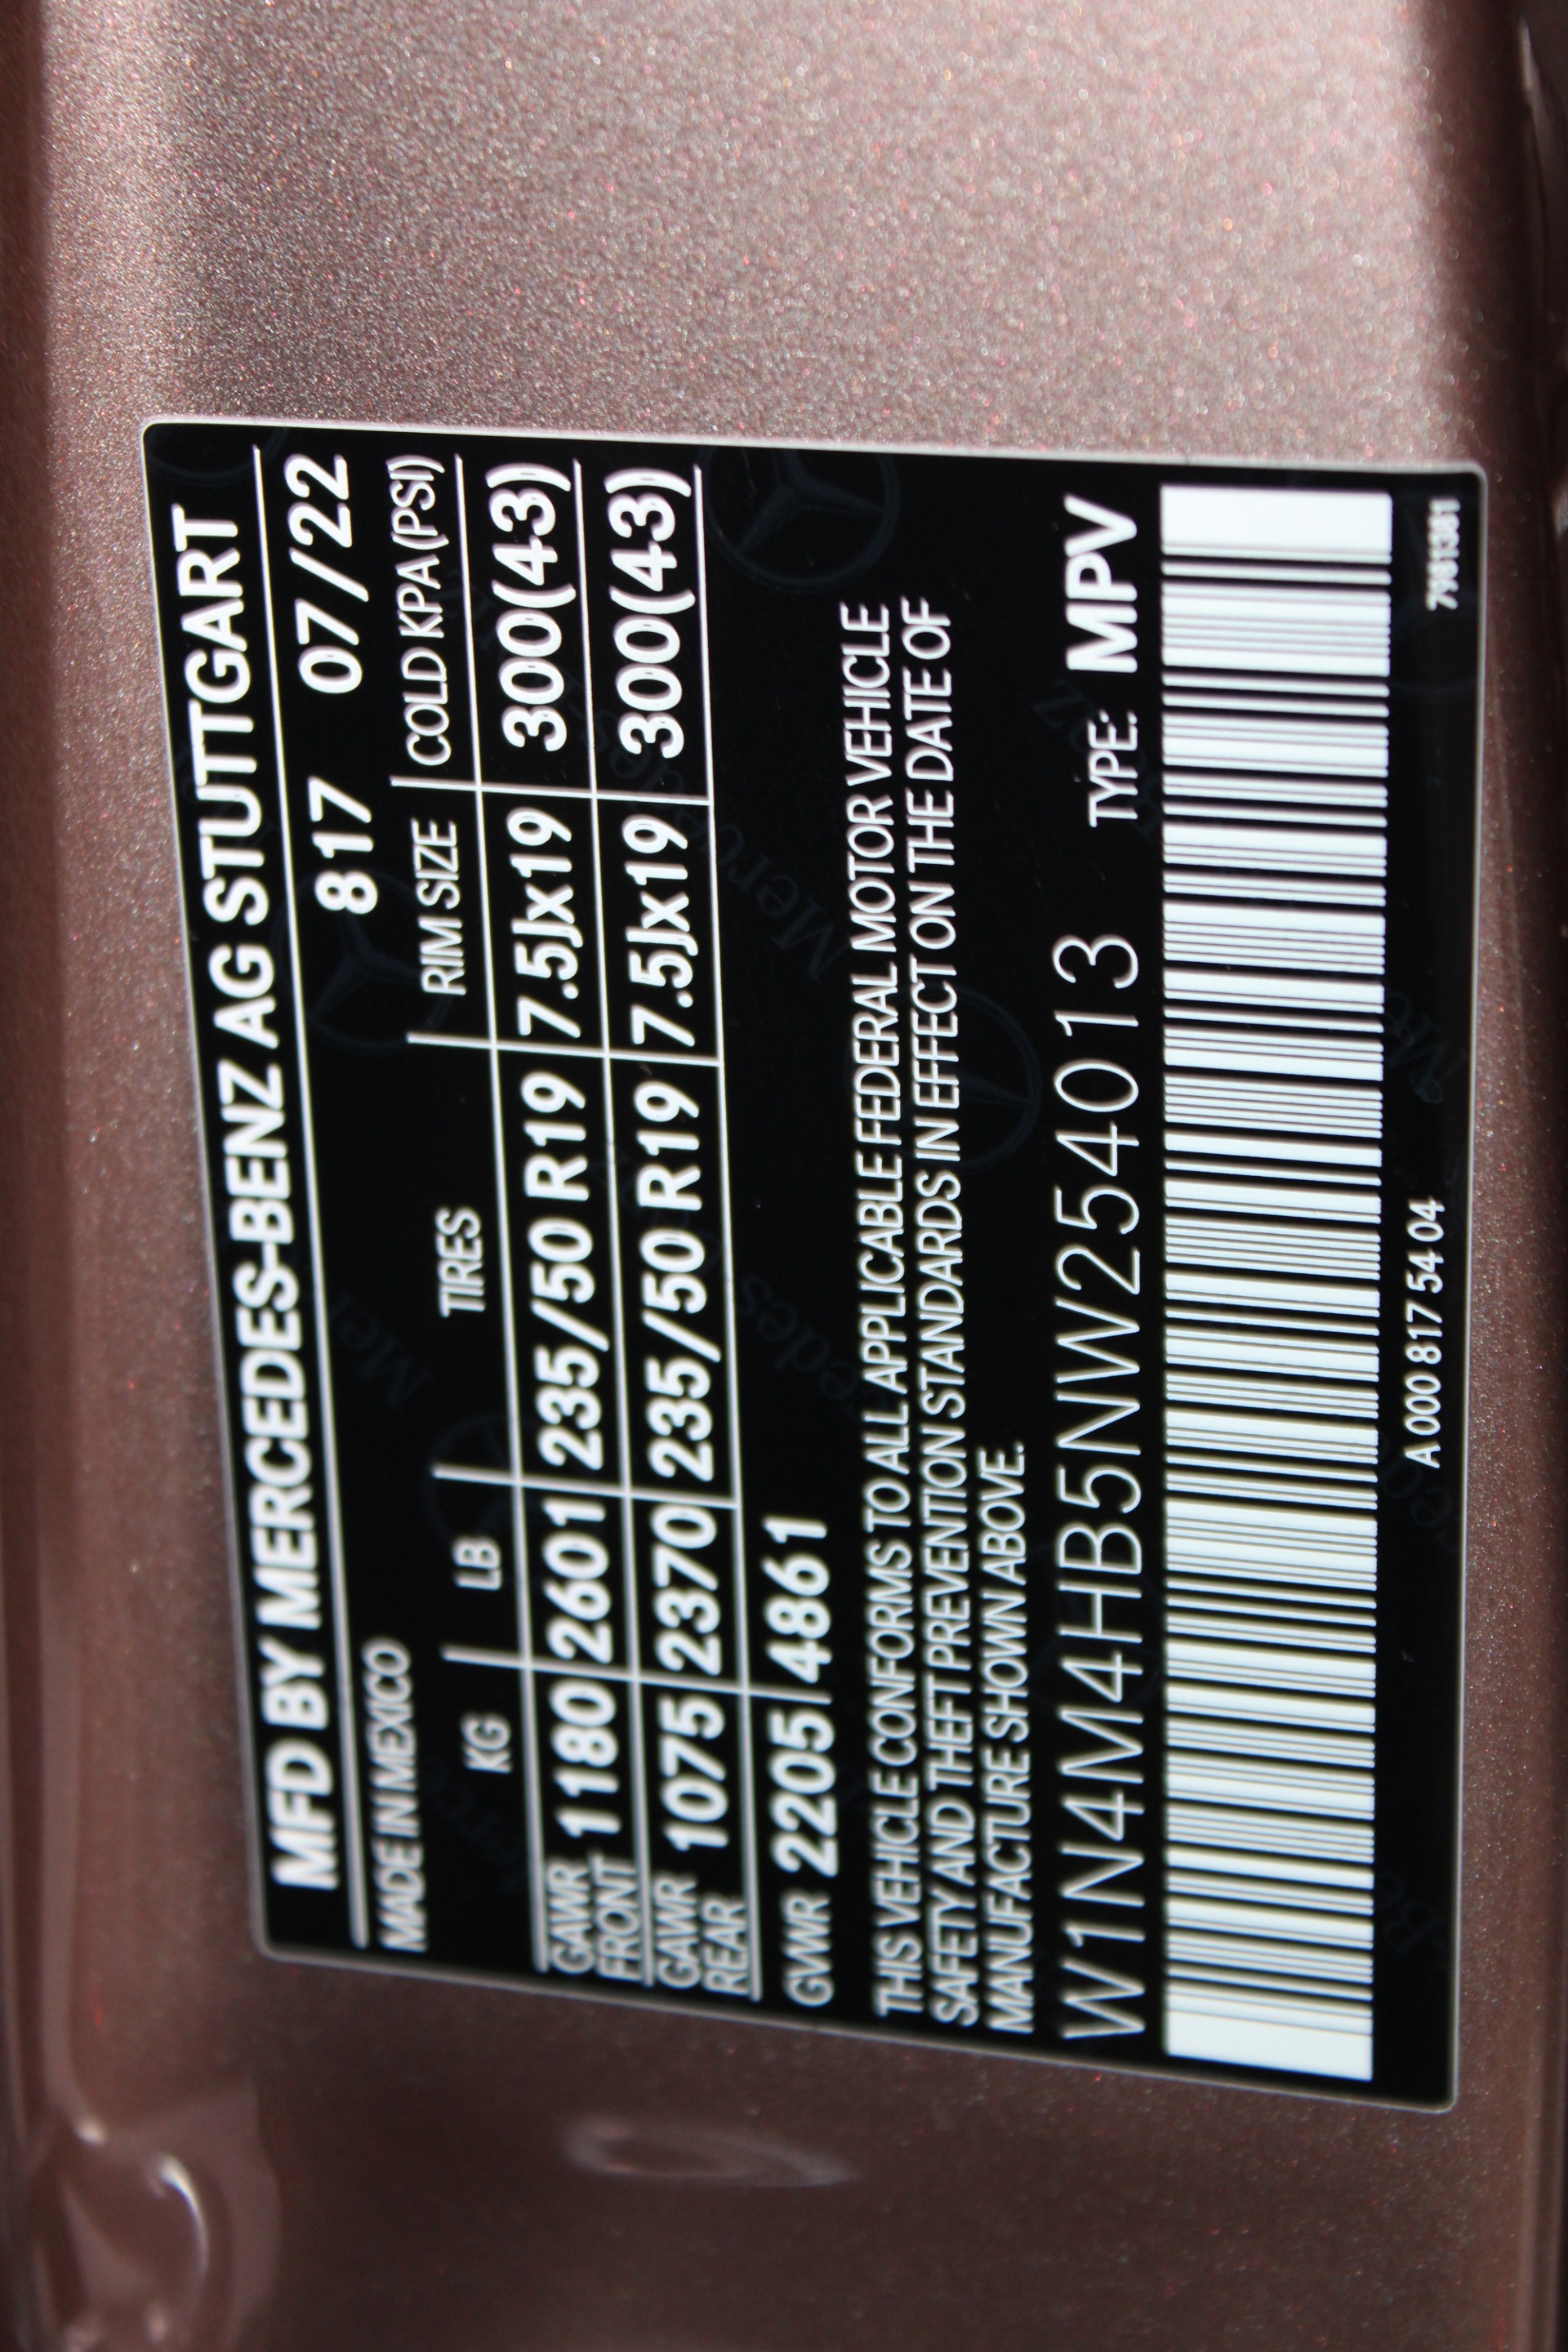 MFD BY MERCEDES-BENZ AG STUTTGART
MADE IN MEXICO 817 07/22
KG LB TIRES RIM SIZE COLD KPA (PSI)
GAWR FRONT 1180 2601 235/50 R19 7.5Jx19 300(43)
GAWR REAR 1075 2370 235/50 R19 7.5Jx19 300(43)
GVWR 2205 4861
THIS VEHICLE CONFORMS TO ALL APPLICABLE FEDERAL MOTOR VEHICLE
SAFETY AND THEFT PREVENTION STANDARDS IN EFFECT ON THE DATE OF
MANUFACTURE SHOWN ABOVE.
W1N4M4HB5NW254013 TYPE: MPV
A 000 817 54 04